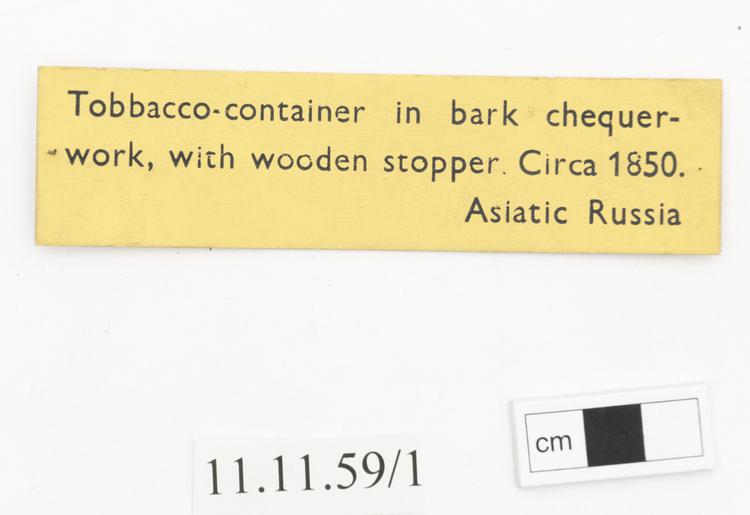 Tobbacco-container in bark chequer-
work, with wooden stopper. Circa 1850.
Asiatic Russia
cm
11.11.59/1